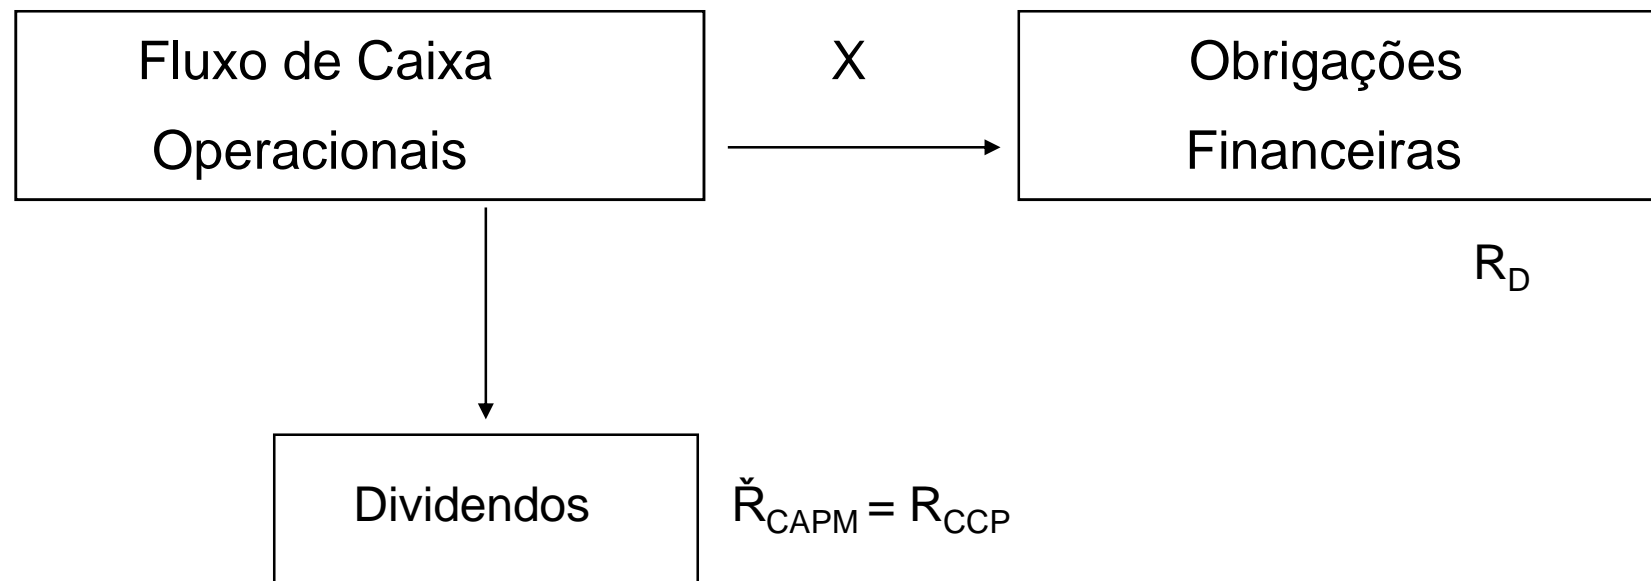 Fluxo de Caixa
Operacionais
X
Obrigações
Financeiras
R_D
Dividendos
Ř_CAPM = R_CCP